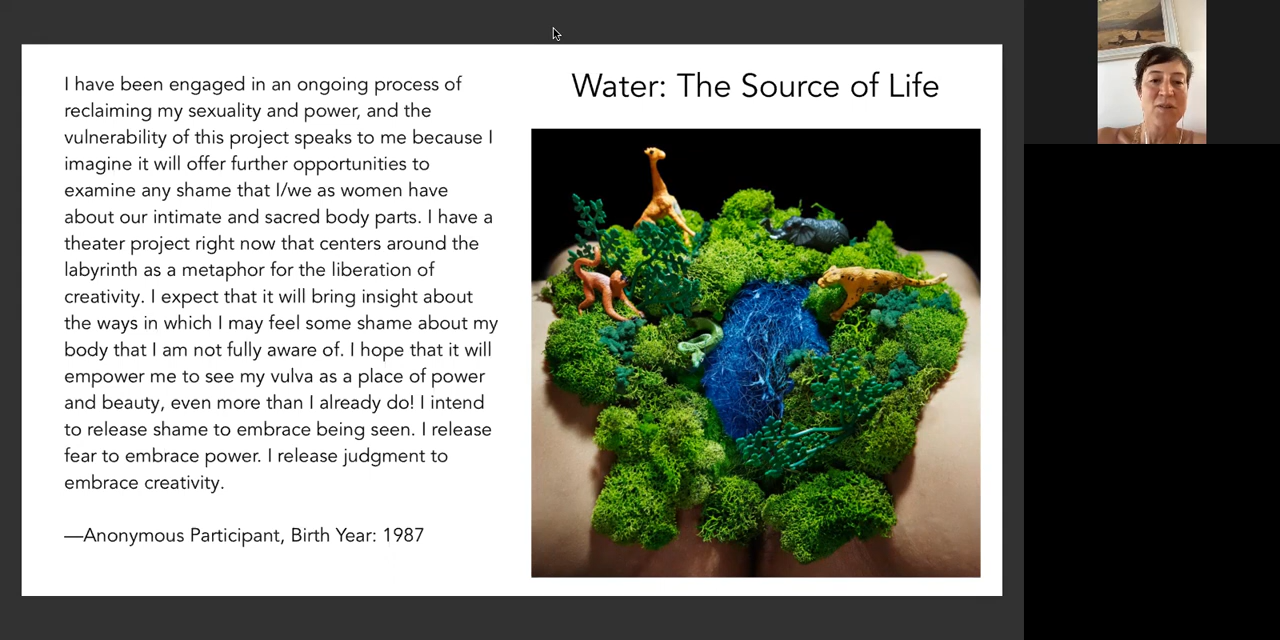 I have been engaged in an ongoing process of
reclaiming my sexuality and power, and the
vulnerability of this project speaks to me because I
imagine it will offer further opportunities to
examine any shame that I/we as women have
about our intimate and sacred body parts. I have a
theater project right now that centers around the
labyrinth as a metaphor for the liberation of
creativity. I expect that it will bring insight about
the ways in which I may feel some shame about my
body that I am not fully aware of. I hope that it will
empower me to see my vulva as a place of power
and beauty, even more than I already do! I intend
to release shame to embrace being seen. I release
fear to embrace power. I release judgment to
embrace creativity.
—Anonymous Participant, Birth Year: 1987
Water: The Source of Life